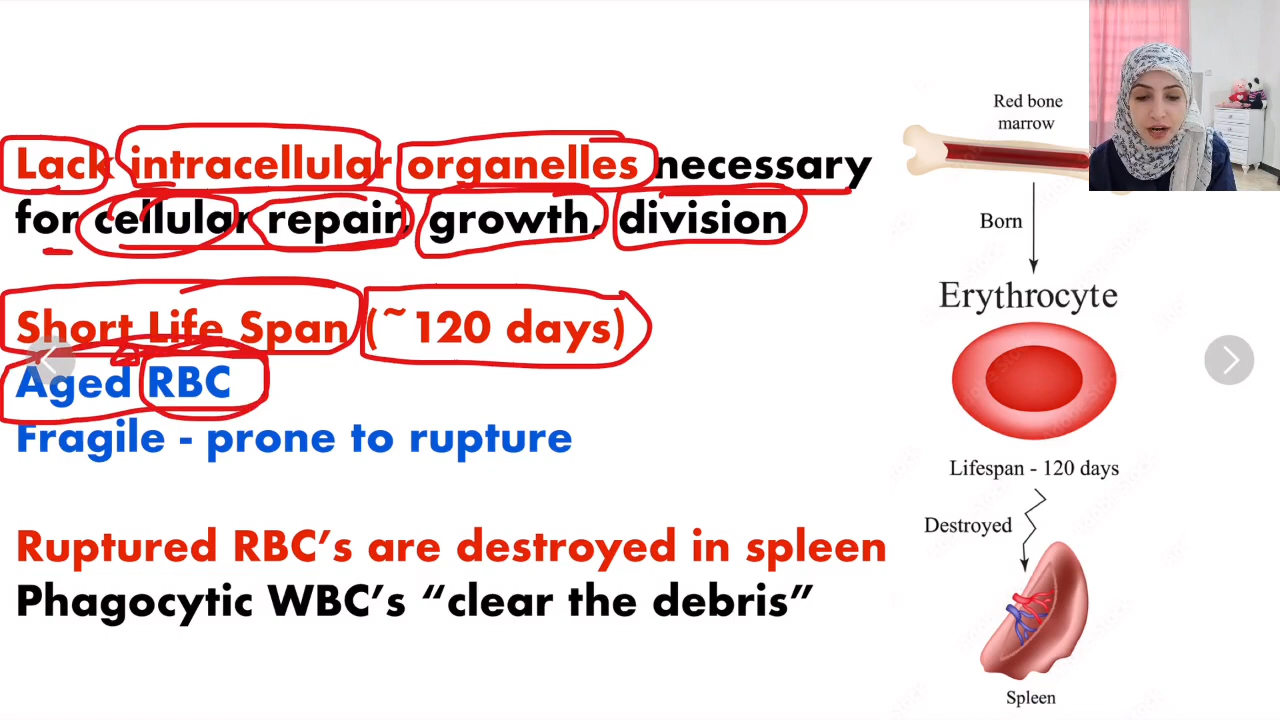 Lack intracellular organelles necessary
for cellular repair, growth, division
Short Life Span (~120 days)
Aged RBC
Fragile - prone to rupture
Ruptured RBC's are destroyed in spleen
Phagocytic WBC's “clear the debris”
Red bone
marrow
Born
Erythrocyte
Lifespan - 120 days
Destroyed
Spleen